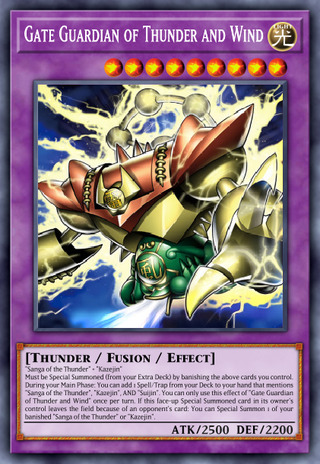 GATE GUARDIAN OF THUNDER AND WIND
LIGHT
光
[THUNDER / FUSION / EFFECT]
"Sanga of the Thunder" + "Kazejin"
Must be Special Summoned (from your Extra Deck) by banishing the above cards you control.
During your Main Phase: You can add 1 Spell/Trap from your Deck to your hand that mentions
"Sanga of the Thunder", "Kazejin", AND "Suijin". You can only use this effect of "Gate Guardian
of Thunder and Wind" once per turn. If this face-up Special Summoned card in its owner's
control leaves the field because of an opponent's card: You can Special Summon 1 of your
banished "Sanga of the Thunder" or "Kazejin".
ATK/2500 DEF/2200